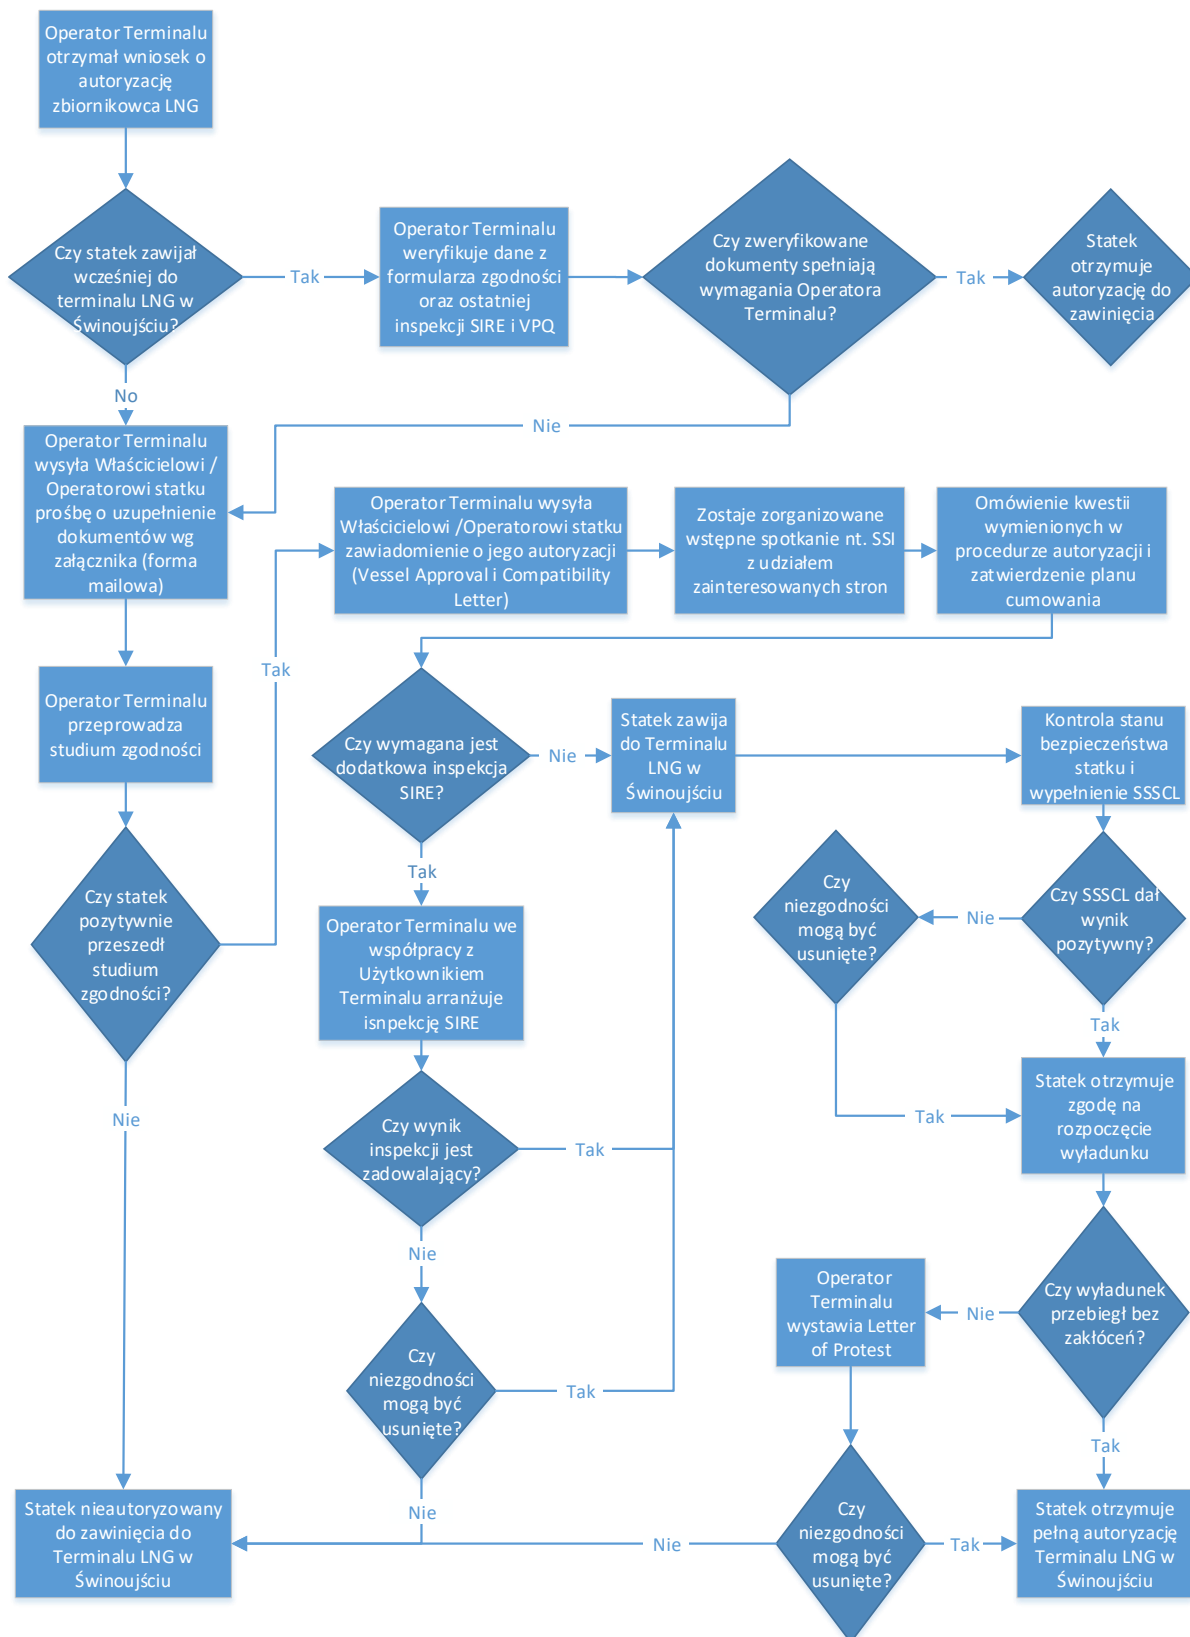 Operator Terminalu
otrzymał wniosek o
autoryzację
zbiornikowca LNG
Czy statek zawijał
wcześniej do
terminalu LNG w
Świnoujściu?
Tak
Operator Terminalu
weryfikuje dane z
formularza zgodności
oraz ostatniej
inspekcji SIRE i VPQ
Czy zweryfikowane
dokumenty spełniają
wymagania Operatora
Terminalu?
Tak
Statek
otrzymuje
autoryzację do
zawinięcia
No
Nie
Operator Terminalu
wysyła Właścicielowi /
Operatorowi statku
prośbę o uzupełnienie
dokumentów wg
załącznika (forma
mailowa)
Operator Terminalu wysyła
Właścicielowi /Operatorowi statku
zawiadomienie o jego autoryzacji
(Vessel Approval i Compatibility
Letter)
Zostaje zorganizowane
wstępne spotkanie nt. SSI
z udziałem
zainteresowanych stron
Omówienie kwestii
wymienionych w
procedurze autoryzacji i
zatwierdzenie planu
cumowania
Tak
Operator Terminalu
przeprowadza
studium zgodności
Czy wymagana jest
dodatkowa inspekcja
SIRE?
Nie
Statek zawija
do Terminalu
LNG w
Świnoujściu
Kontrola stanu
bezpieczeństwa
statku i
wypełnienie SSSCL
Tak
Czy statek
pozytywnie
przeszedł
studium
zgodności?
Operator Terminalu we
współpracy z
Użytkownikiem
Terminalu arranżuje
isnpekcję SIRE
Czy
niezgodności
mogą być
usunięte?
Nie
Czy SSSCL dał
wynik
pozytywny?
Tak
Nie
Czy wynik
inspekcji jest
zadowalający?
Tak
Tak
Statek otrzymuje
zgodę na
rozpoczęcie
wyładunku
Nie
Operator
Terminalu
wystawia Letter
of Protest
Nie
Czy wyładunek
przebiegł bez
zakłóceń?
Czy
niezgodności
mogą być
usunięte?
Tak
Tak
Statek nieautoryzowany
do zawinięcia do
Terminalu LNG w
Świnoujściu
Nie
Nie
Czy
niezgodności
mogą być
usunięte?
Tak
Statek otrzymuje
pełną autoryzację
Terminalu LNG w
Świnoujściu